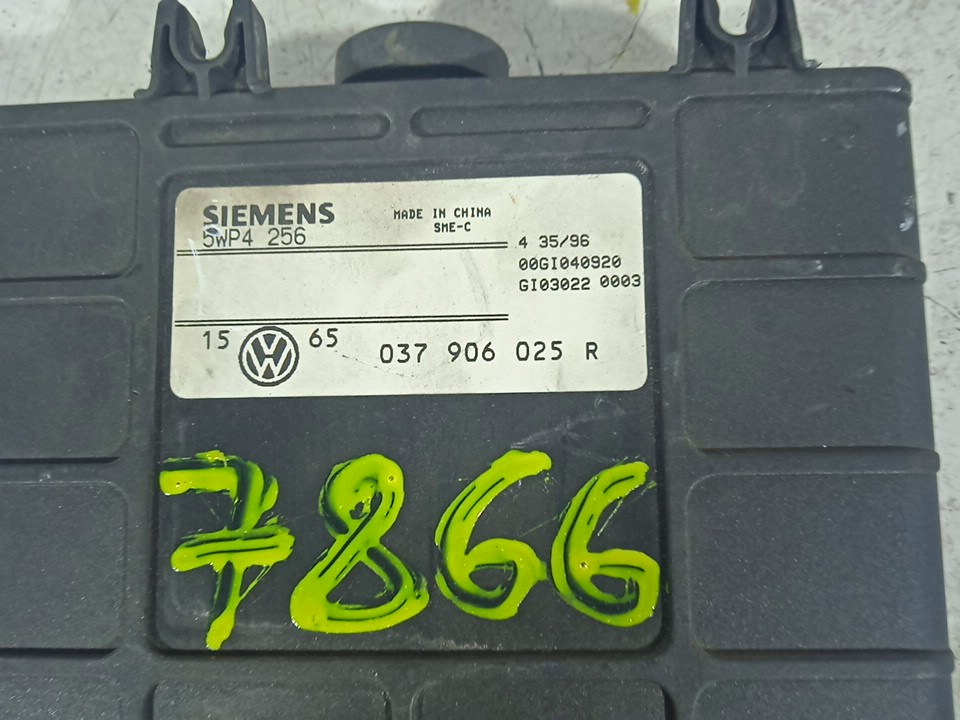 SIEMENS
5WP4 256
MADE IN CHINA
SME-C
4 35/96
00GI040920
GI03022 0003
15 VW 65
037 906 025 R
7866